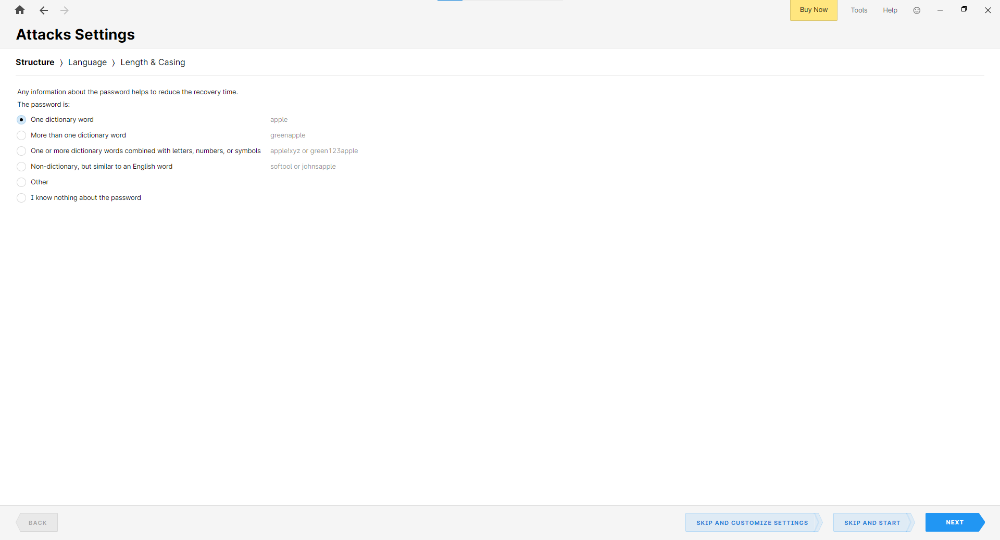 Buy Now Tools Help
Attacks Settings
Structure 〉 Language 〉 Length & Casing
Any information about the password helps to reduce the recovery time.
The password is:
One dictionary word apple
More than one dictionary word greenapple
One or more dictionary words combined with letters, numbers, or symbols apple!xyz or green123apple
Non-dictionary, but similar to an English word softool or johnsapple
Other
I know nothing about the password
BACK SKIP AND CUSTOMIZE SETTINGS SKIP AND START NEXT